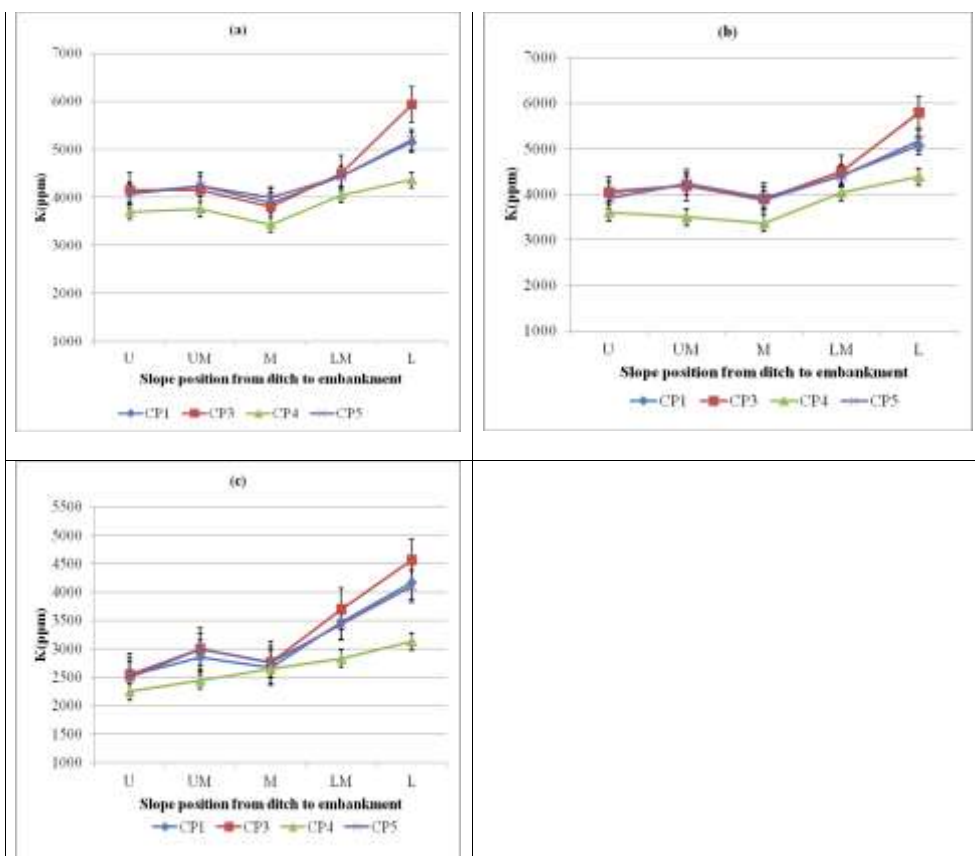 (a)
7000
6000
5000
4000
3000
2000
1000
K(ppm)
U UM M LM L
Slope position from ditch to embankment
CP1 CP3 CP4 CP5
(b)
7000
6000
5000
4000
3000
2000
1000
K(ppm)
U UM M LM L
Slope position from ditch to embankment
CP1 CP3 CP4 CP5
(c)
5500
5000
4500
4000
3500
3000
2500
2000
1500
1000
K(ppm)
U UM M LM L
Slope position from ditch to embankment
CP1 CP3 CP4 CP5